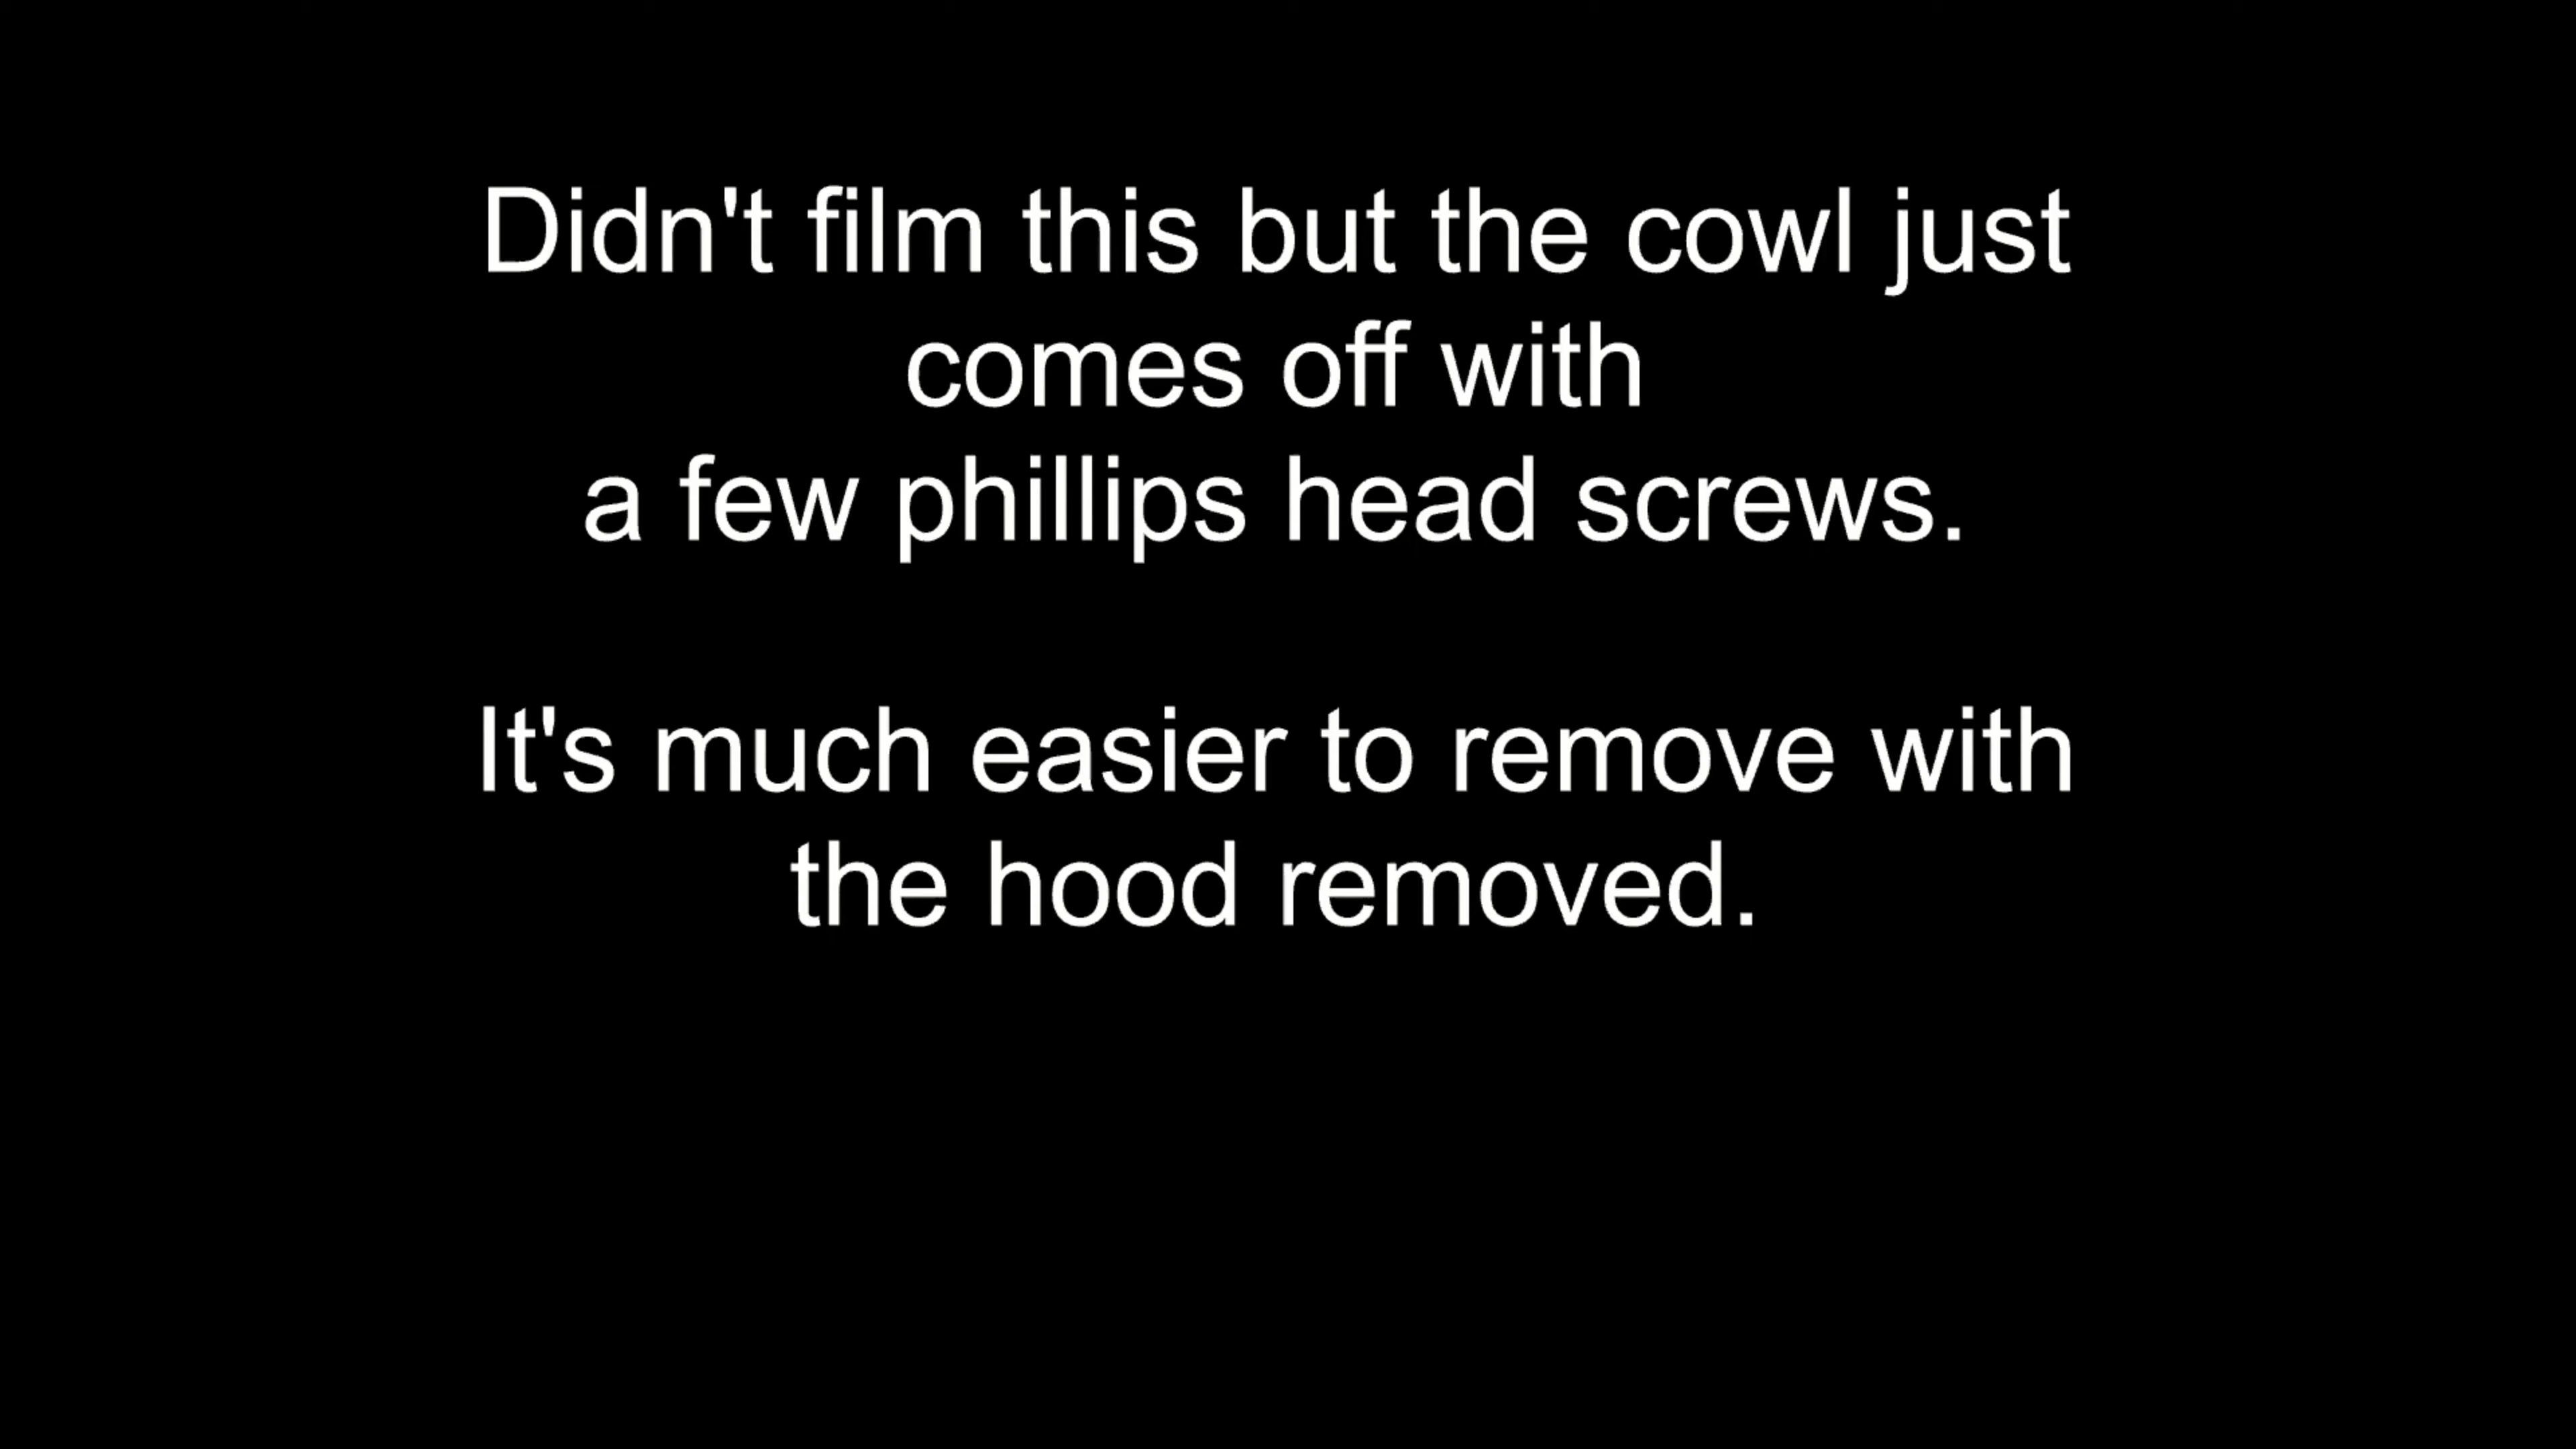 Didn't film this but the cowl just
comes off with
a few phillips head screws.
It's much easier to remove with
the hood removed.